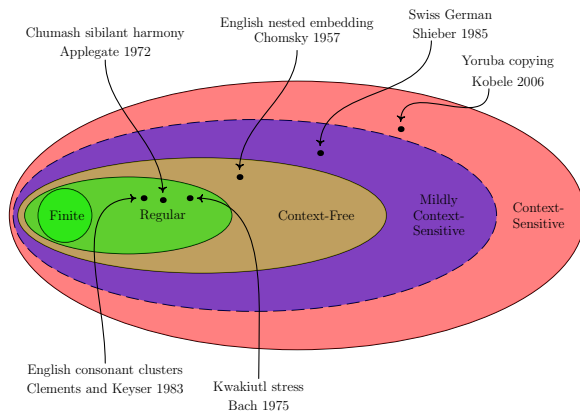 Swiss German
Shieber 1985
English nested embedding
Chomsky 1957
Chumash sibilant harmony
Applegate 1972
Yoruba copying
Kobele 2006
Finite
Regular
Context-Free
Mildly
Context-
Sensitive
Context-
Sensitive
English consonant clusters
Clements and Keyser 1983
Kwakiutl stress
Bach 1975